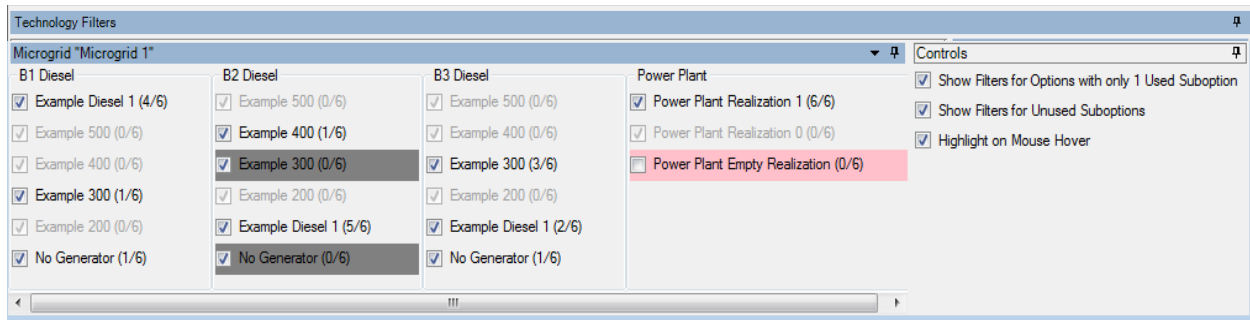 Technology Filters
Microgrid "Microgrid 1"
B1 Diesel
Example Diesel 1 (4/6)
Example 500 (0/6)
Example 400 (0/6)
Example 300 (1/6)
Example 200 (0/6)
No Generator (1/6)
B2 Diesel
Example 500 (0/6)
Example 400 (1/6)
Example 300 (0/6)
Example 200 (0/6)
Example Diesel 1 (5/6)
No Generator (0/6)
B3 Diesel
Example 500 (0/6)
Example 400 (0/6)
Example 300 (3/6)
Example 200 (0/6)
Example Diesel 1 (2/6)
No Generator (1/6)
Power Plant
Power Plant Realization 1 (6/6)
Power Plant Realization 0 (0/6)
Power Plant Empty Realization (0/6)
Controls
Show Filters for Options with only 1 Used Suboption
Show Filters for Unused Suboptions
Highlight on Mouse Hover